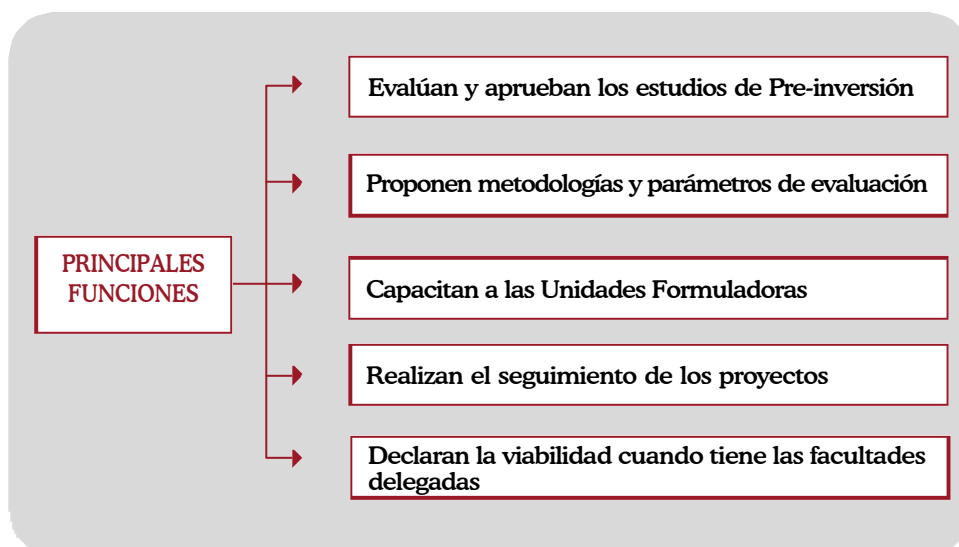 Evalúan y aprueban los estudios de Pre-inversión
Proponen metodologías y parámetros de evaluación
PRINCIPALES
FUNCIONES
Capacitan a las Unidades Formuladoras
Realizan el seguimiento de los proyectos
Declaran la viabilidad cuando tiene las facultades
delegadas